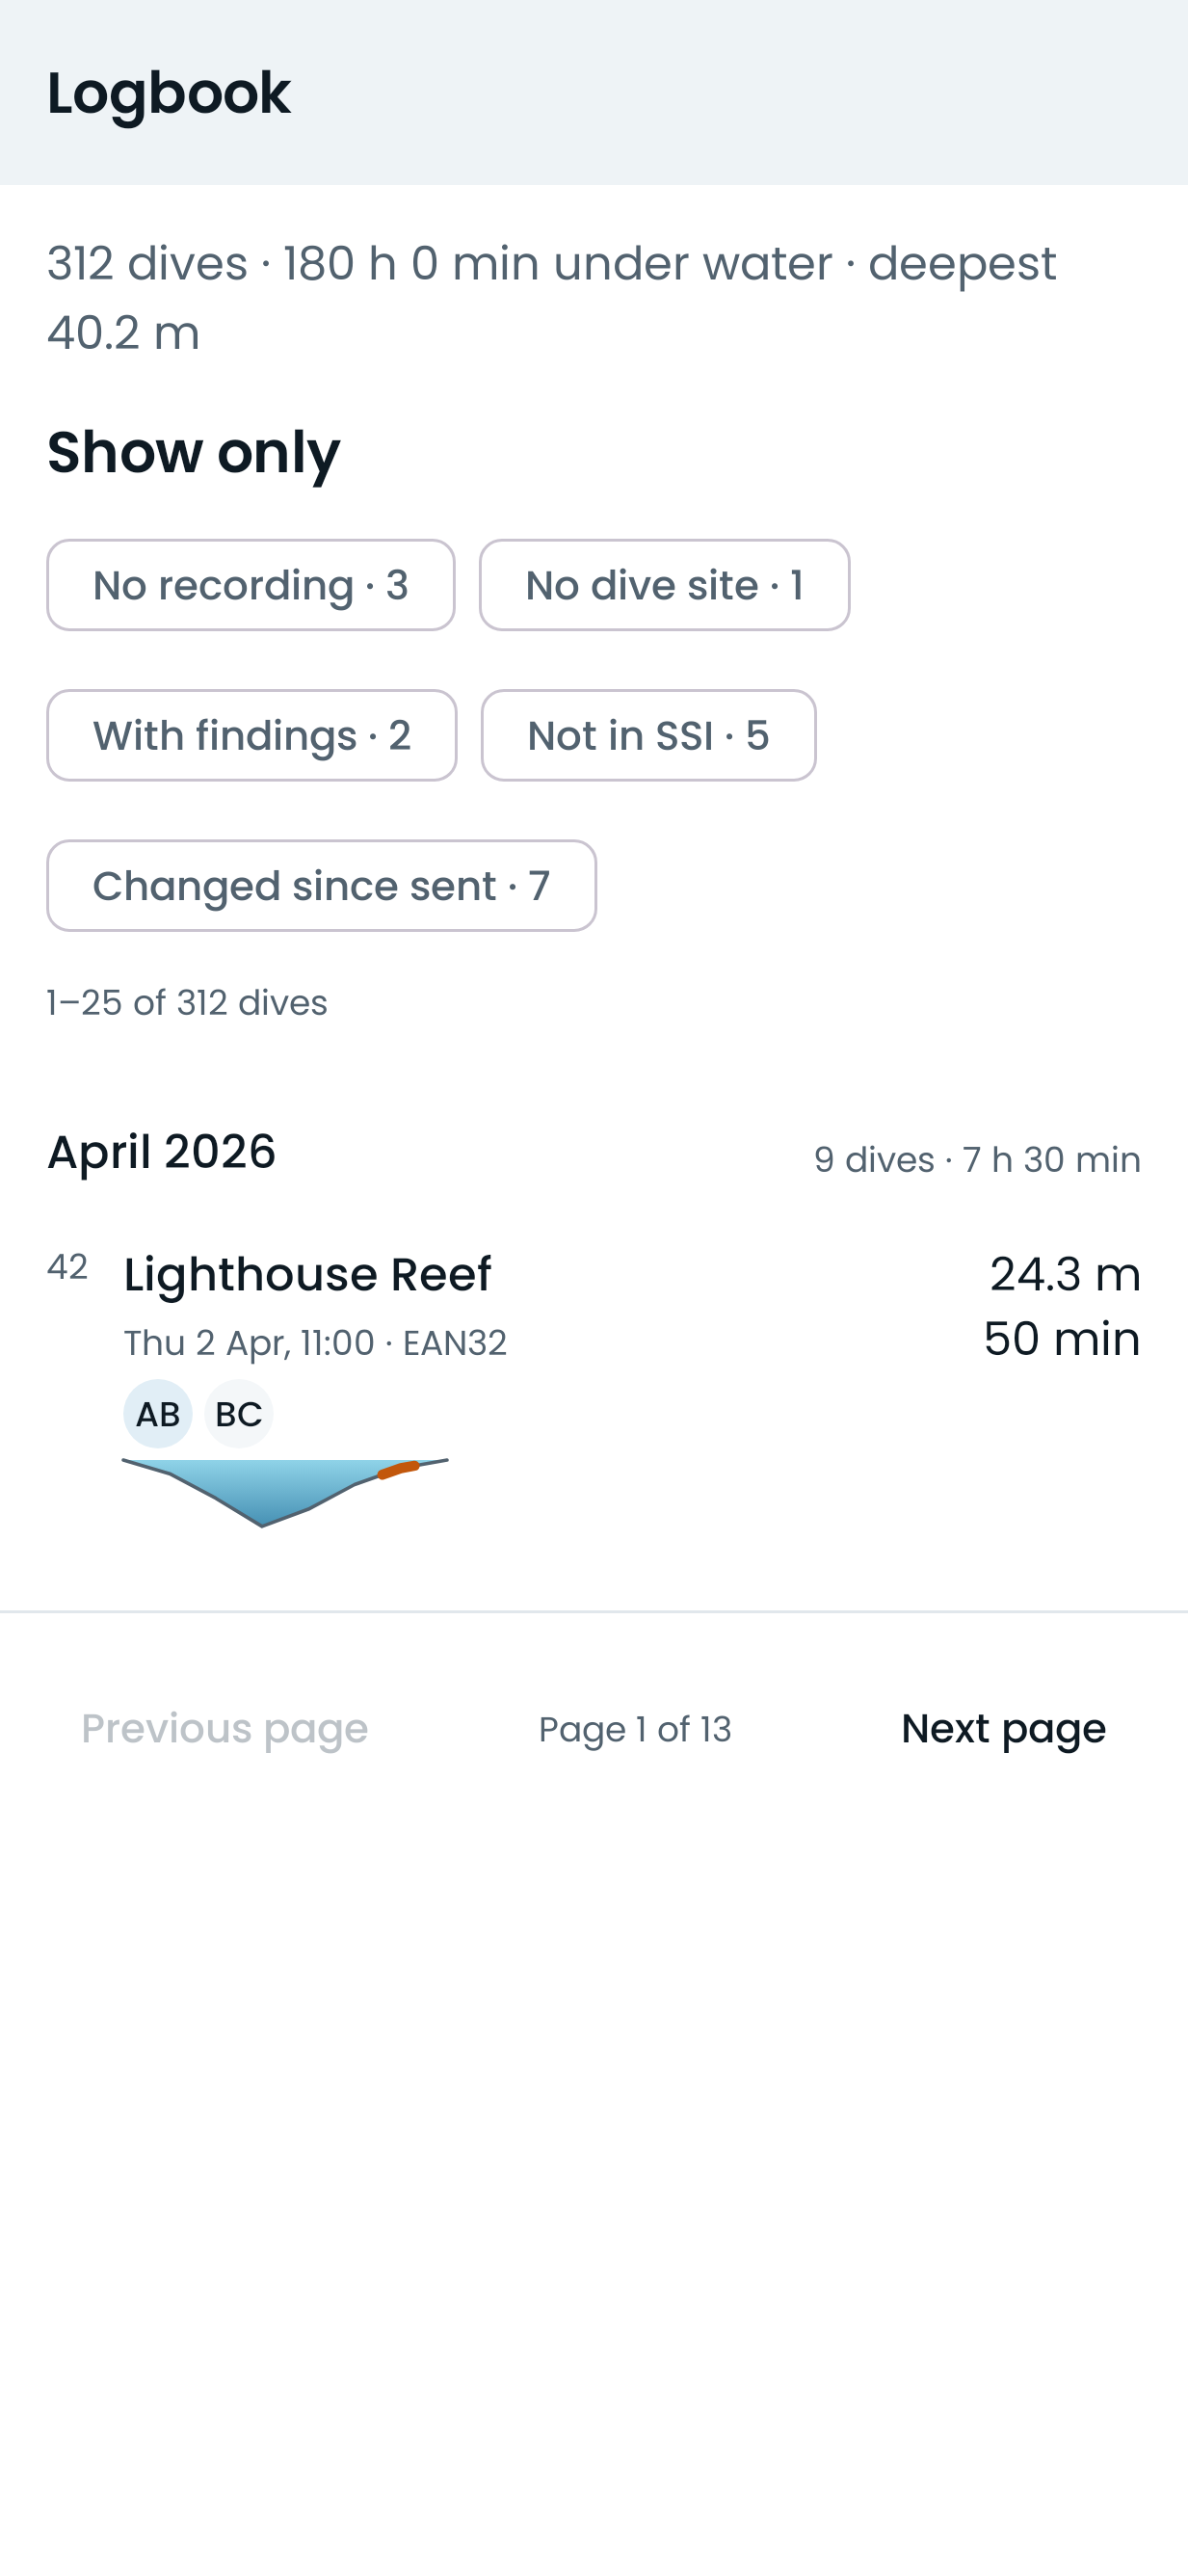 Logbook
312 dives · 180 h 0 min under water · deepest
40.2 m
Show only
No recording · 3
No dive site · 1
With findings · 2
Not in SSI · 5
Changed since sent · 7
1–25 of 312 dives
April 2026
9 dives · 7 h 30 min
42
Lighthouse Reef
24.3 m
Thu 2 Apr, 11:00 · EAN32
50 min
AB
BC
Previous page
Page 1 of 13
Next page